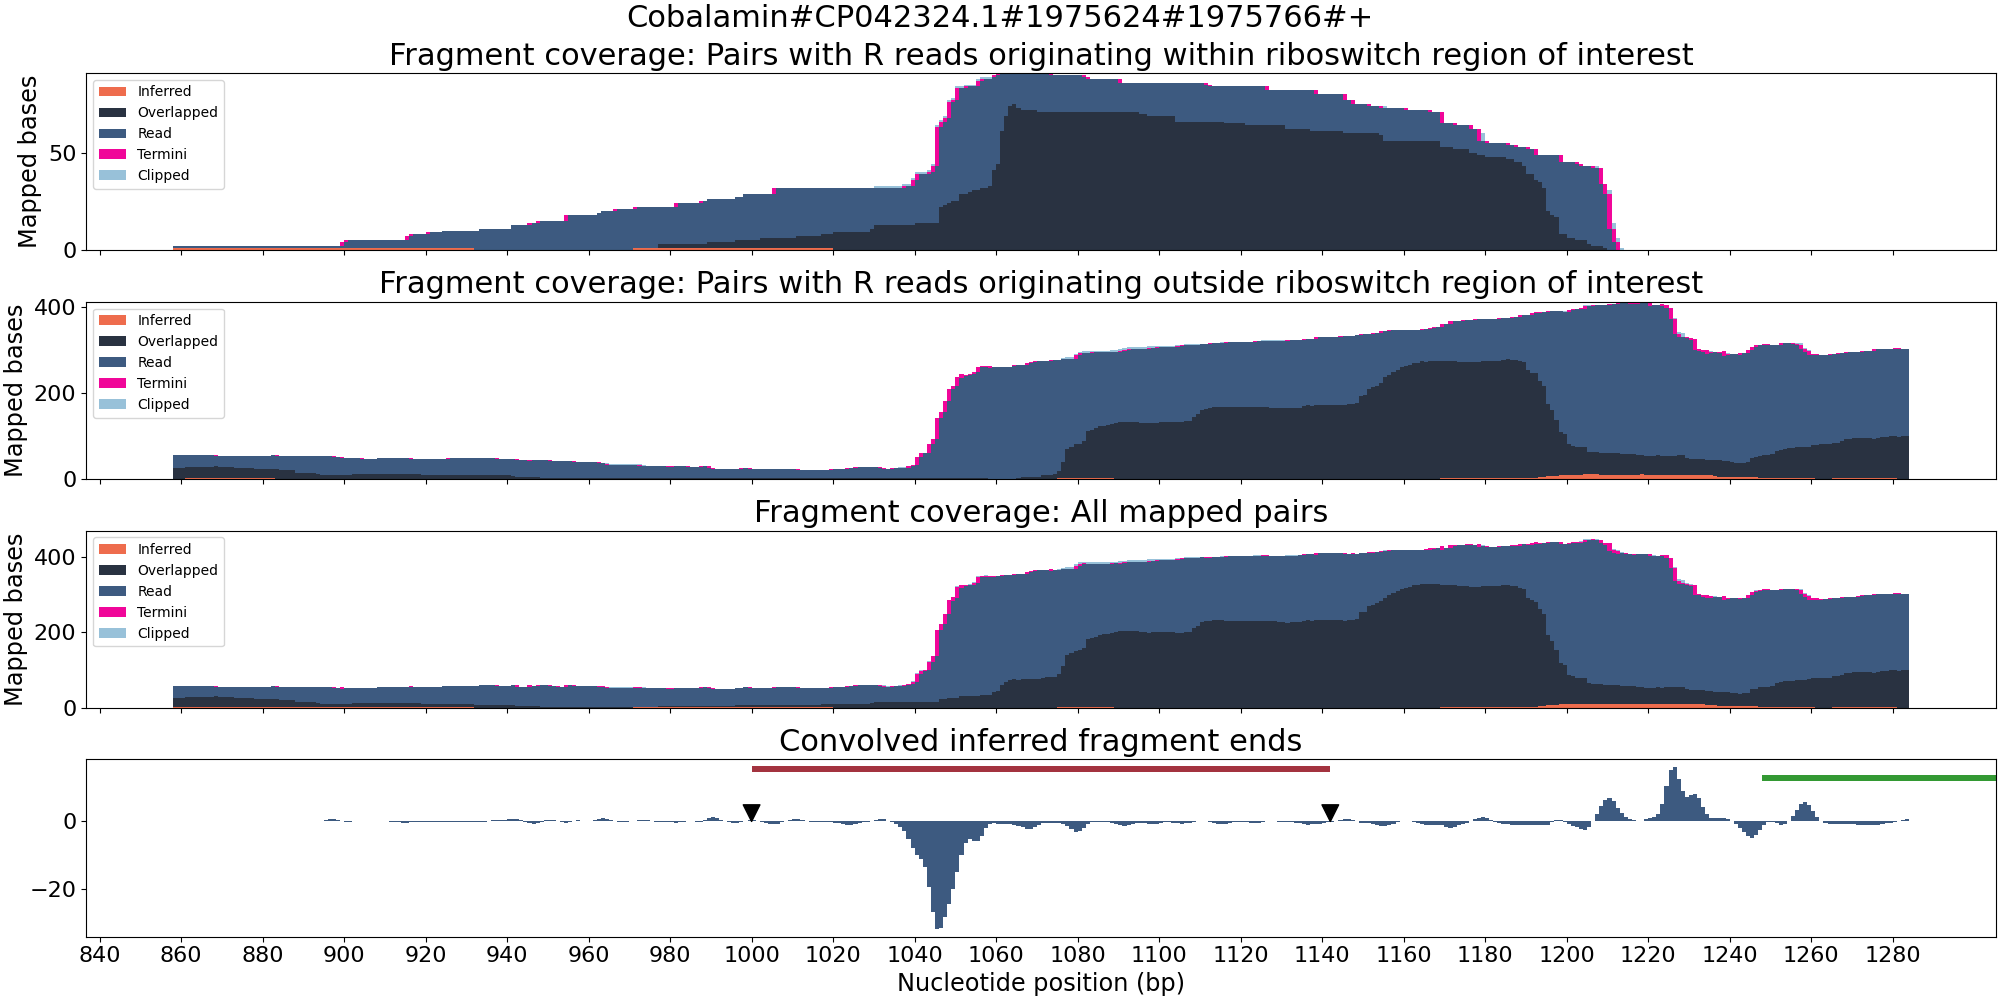 Cobalamin#CP042324.1#1975624#1975766#+
Fragment coverage: Pairs with R reads originating within riboswitch region of interest
Mapped bases
50
0
Inferred
Overlapped
Read
Termini
Clipped
Fragment coverage: Pairs with R reads originating outside riboswitch region of interest
Mapped bases
400
200
0
Inferred
Overlapped
Read
Termini
Clipped
Fragment coverage: All mapped pairs
Mapped bases
400
200
0
Inferred
Overlapped
Read
Termini
Clipped
Convolved inferred fragment ends
0
−20
840 860 880 900 920 940 960 980 1000 1020 1040 1060 1080 1100 1120 1140 1160 1180 1200 1220 1240 1260 1280
Nucleotide position (bp)